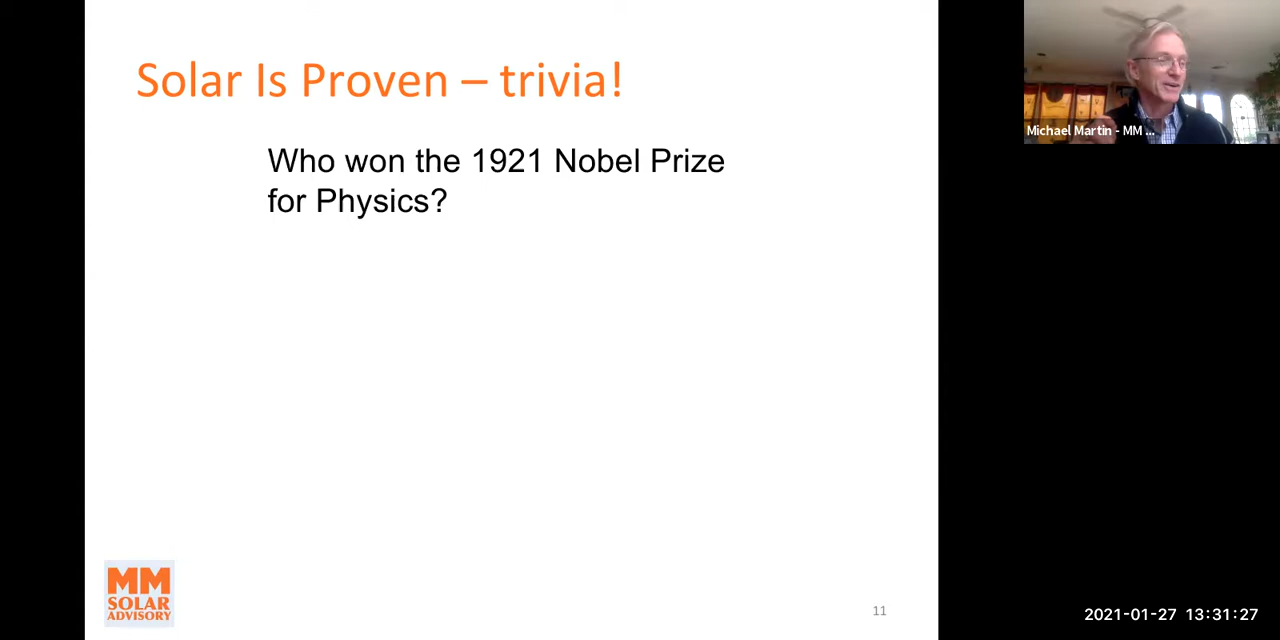 Solar Is Proven – trivia!
Who won the 1921 Nobel Prize
for Physics?
Michael Martin - MM ...
MM
SOLAR
ADVISORY
11
2021-01-27 13:31:27